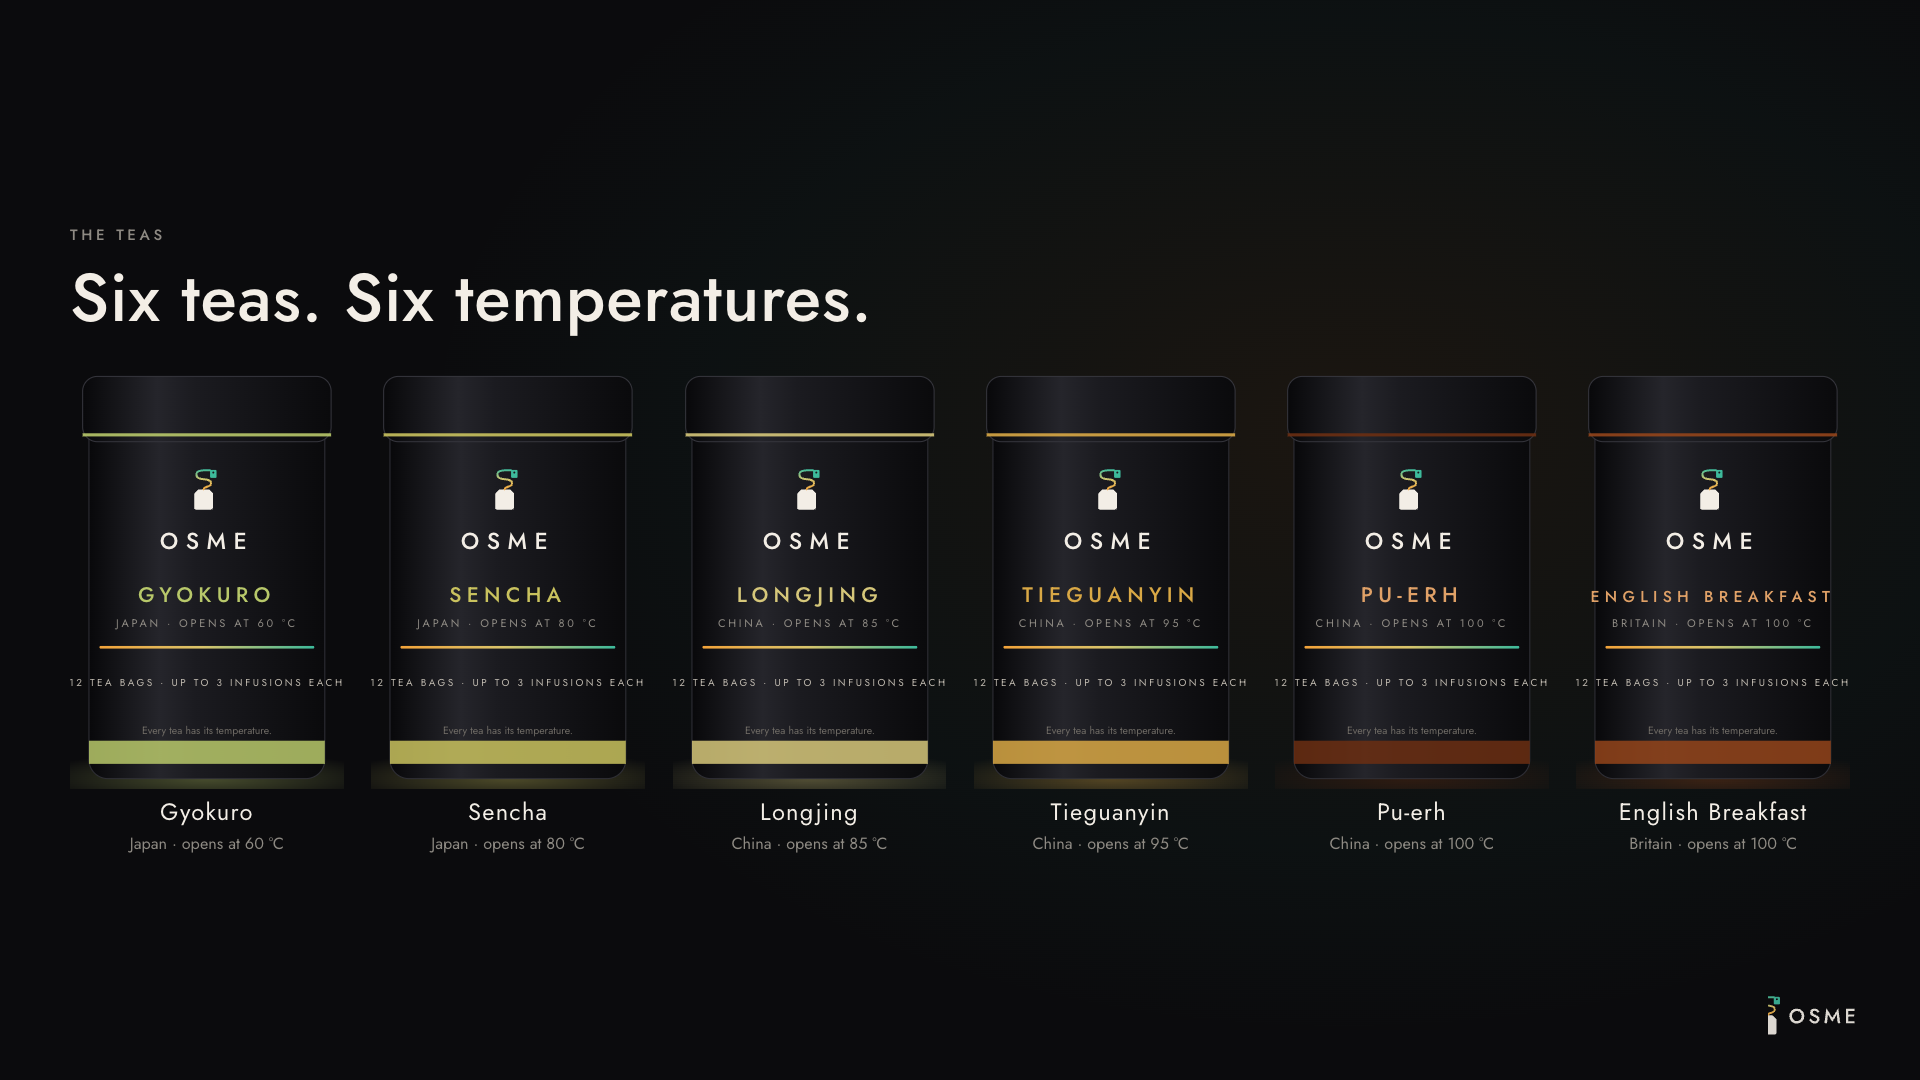 THE TEAS
Six teas. Six temperatures.
OSME
GYOKURO
JAPAN · OPENS AT 60 °C
12 TEA BAGS · UP TO 3 INFUSIONS EACH
Every tea has its temperature.
Gyokuro
Japan · opens at 60 °C
OSME
SENCHA
JAPAN · OPENS AT 80 °C
12 TEA BAGS · UP TO 3 INFUSIONS EACH
Every tea has its temperature.
Sencha
Japan · opens at 80 °C
OSME
LONGJING
CHINA · OPENS AT 85 °C
12 TEA BAGS · UP TO 3 INFUSIONS EACH
Every tea has its temperature.
Longjing
China · opens at 85 °C
OSME
TIEGUANYIN
CHINA · OPENS AT 95 °C
12 TEA BAGS · UP TO 3 INFUSIONS EACH
Every tea has its temperature.
Tieguanyin
China · opens at 95 °C
OSME
PU-ERH
CHINA · OPENS AT 100 °C
12 TEA BAGS · UP TO 3 INFUSIONS EACH
Every tea has its temperature.
Pu-erh
China · opens at 100 °C
OSME
ENGLISH BREAKFAST
BRITAIN · OPENS AT 100 °C
12 TEA BAGS · UP TO 3 INFUSIONS EACH
Every tea has its temperature.
English Breakfast
Britain · opens at 100 °C
OSME